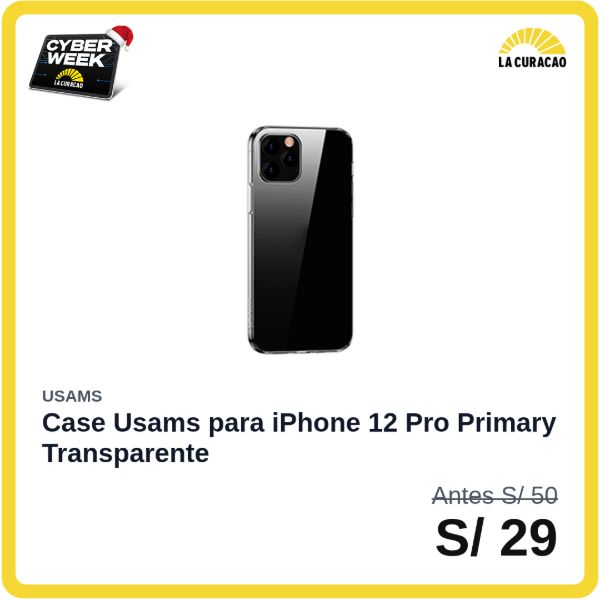 CYBER
WEEK
LA CURACAO
LA CURACAO
USAMS
Case Usams para iPhone 12 Pro Primary
Transparente
Antes S/ 50
S/ 29